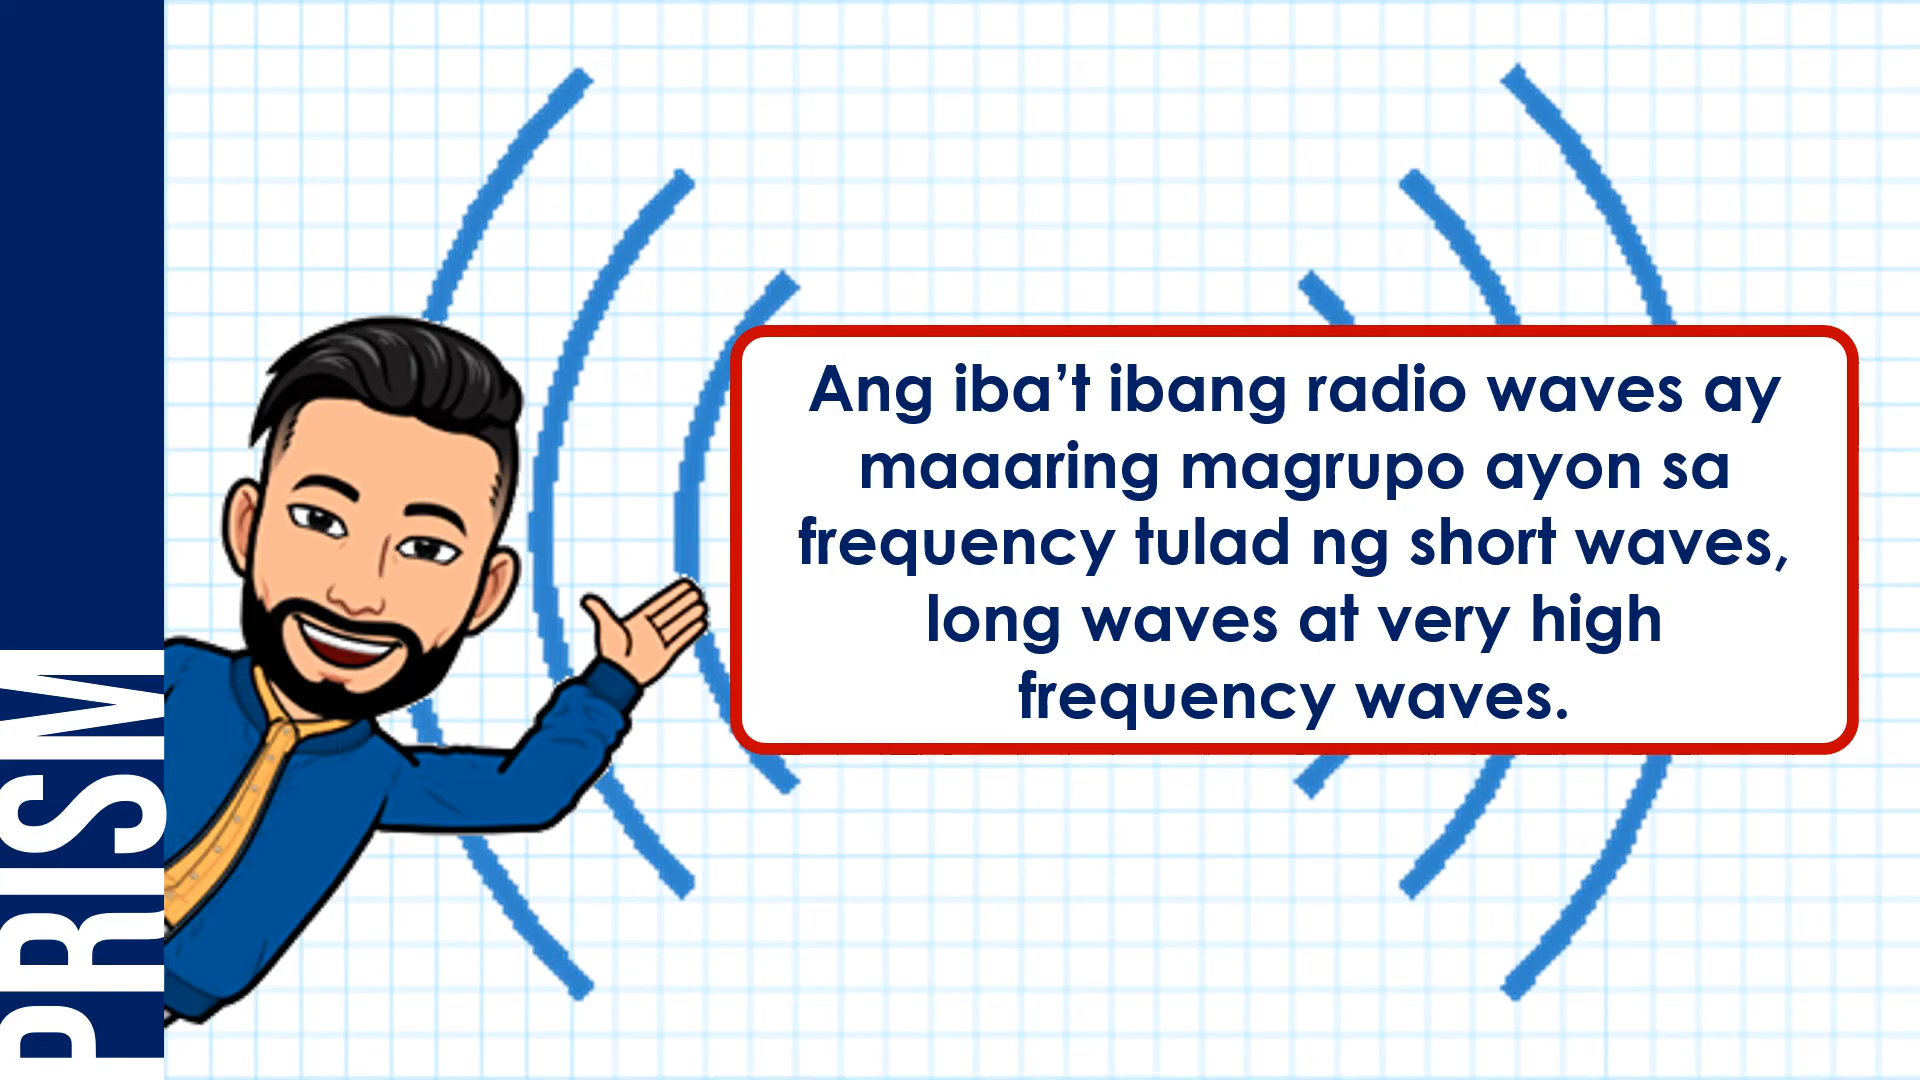 PRISM
Ang iba’t ibang radio waves ay
maaaring magrupo ayon sa
frequency tulad ng short waves,
long waves at very high
frequency waves.